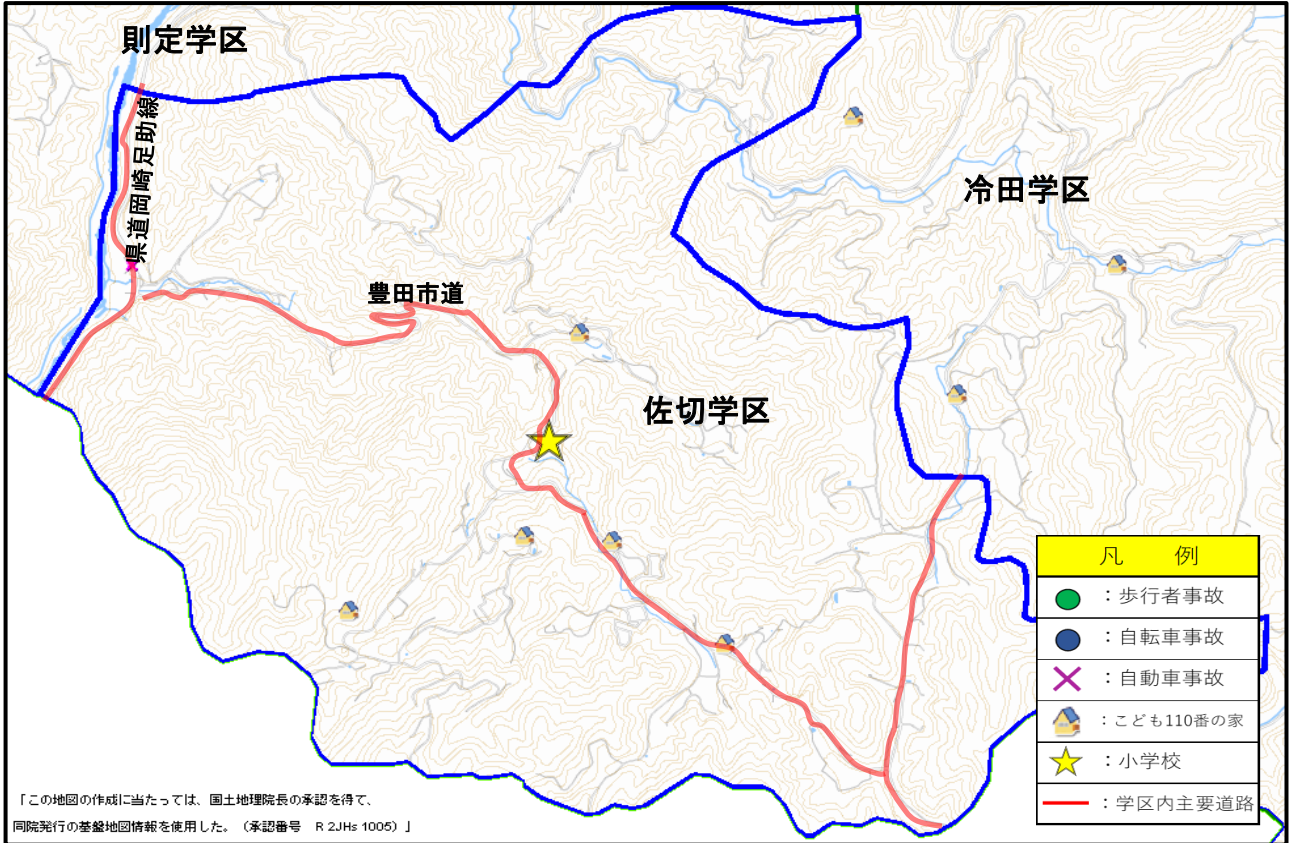 則定学区
県道岡崎足助線
冷田学区
豊田市道
佐切学区
凡 例
：歩行者事故
：自転車事故
：自動車事故
：こども110番の家
：小学校
：学区内主要道路
「この地図の作成に当たっては、国土地理院長の承認を得て、
同院発行の基盤地図情報を使用した。（承認番号 R 2JHs 1005）」